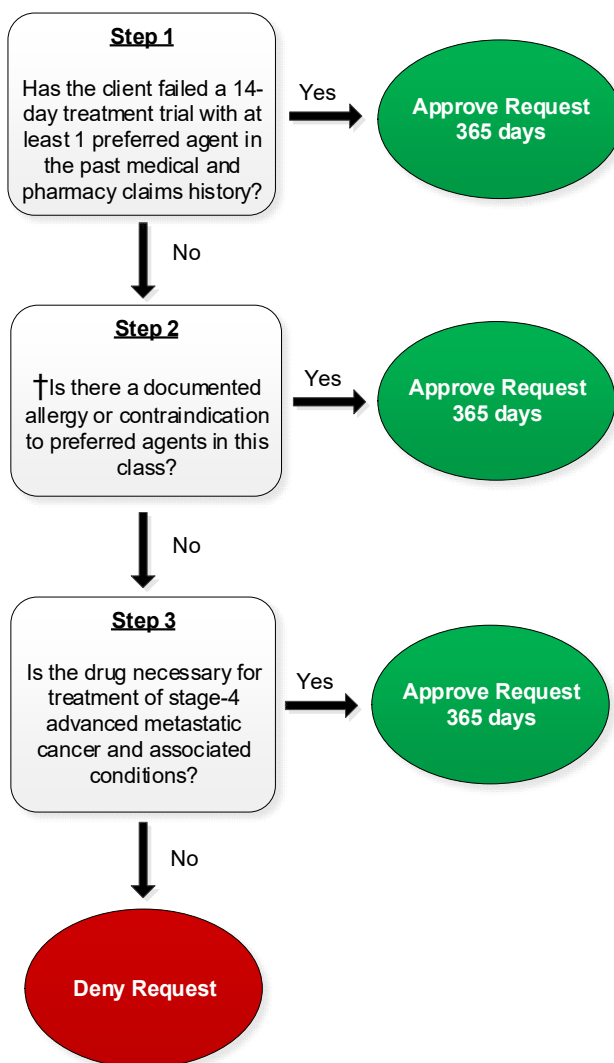 Step 1
Has the client failed a 14-
day treatment trial with at
least 1 preferred agent in
the past medical and
pharmacy claims history?
Yes
Approve Request
365 days
No
Step 2
†Is there a documented
allergy or contraindication
to preferred agents in this
class?
Yes
Approve Request
365 days
No
Step 3
Is the drug necessary for
treatment of stage-4
advanced metastatic
cancer and associated
conditions?
Yes
Approve Request
365 days
No
Deny Request